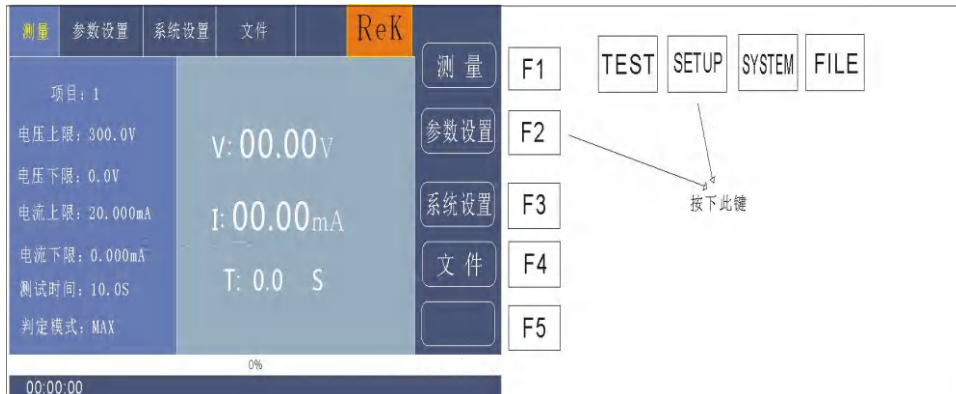 测量 参数设置 系统设置 文件 ReK
项目：1
电压上限：300.0V
电压下限：0.0V
电流上限：20.000mA
电流下限：0.000mA
测试时间：10.0S
判定模式：MAX
V: 00.00V
I: 00.00mA
T: 0.0 S
测 量 F1
参数设置 F2
系统设置 F3
文 件 F4
F5
TEST SETUP SYSTEM FILE
按下此键
0%
00:00:00